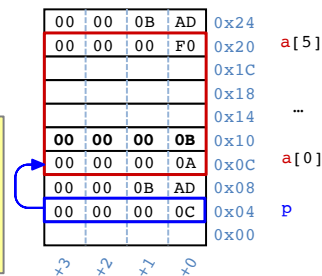 00 00 0B AD 0x24
00 00 00 F0 0x20 a[5]
0x1C
0x18
0x14 …
00 00 00 0B 0x10
00 00 00 0A 0x0C a[0]
00 00 0B AD 0x08
00 00 00 0C 0x04 p
0x00
+3 +2 +1 +0